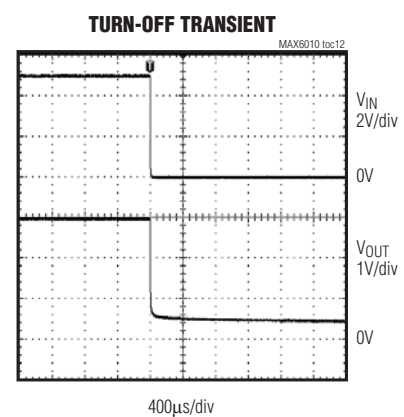 TURN-OFF TRANSIENT
MAX6010 toc12
VIN
2V/div
0V
VOUT
1V/div
0V
400μs/div